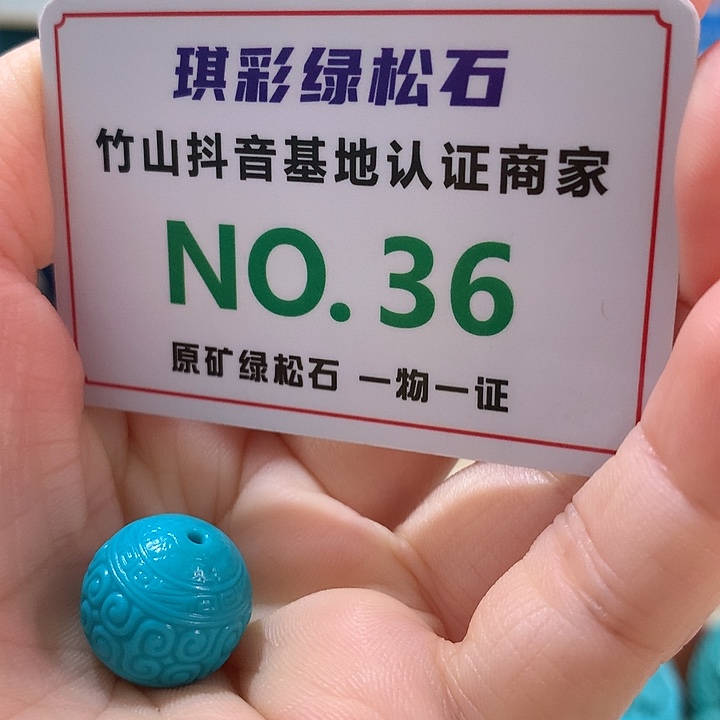 琪彩绿松石
竹山抖音基地认证商家
NO.36
原矿绿松石 一物一证